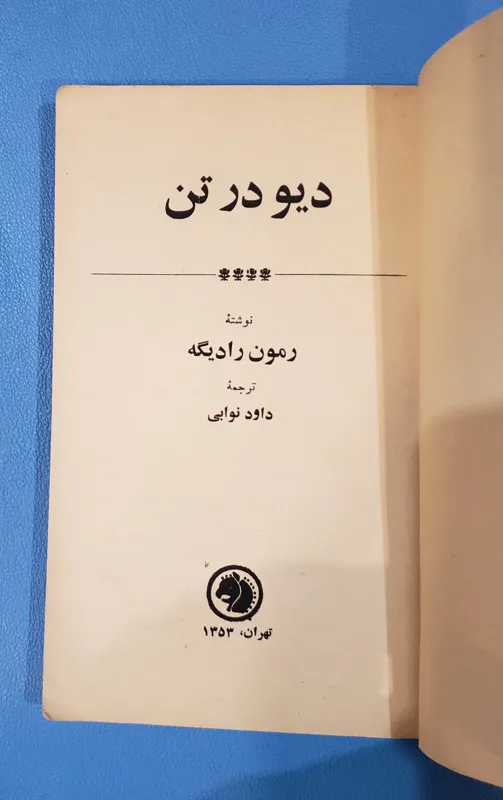 دیو در تن
نوشتهٔ
رمون رادیگه
ترجمهٔ
داود نوابی
تهران، ۱۳۵۳